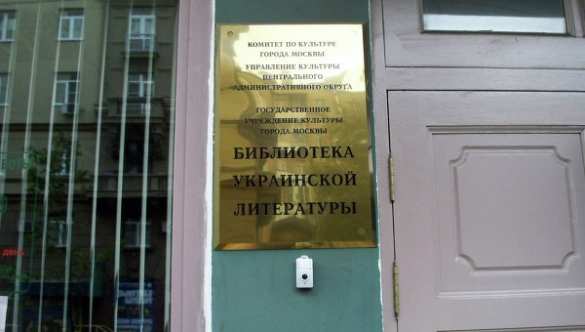 КОМИТЕТ ПО КУЛЬТУРЕ
ГОРОДА МОСКВЫ
УПРАВЛЕНИЕ КУЛЬТУРЫ
ЦЕНТРАЛЬНОГО
АДМИНИСТРАТИВНОГО ОКРУГА
ГОСУДАРСТВЕННОЕ
УЧРЕЖДЕНИЕ КУЛЬТУРЫ
ГОРОДА МОСКВЫ
БИБЛИОТЕКА
УКРАИНСКОЙ
ЛИТЕРАТУРЫ